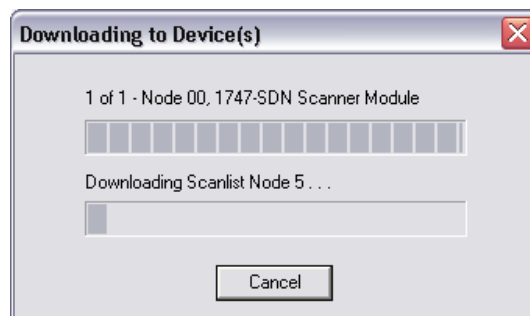 Downloading to Device(s)
1 of 1 - Node 00, 1747-SDN Scanner Module
Downloading Scanlist Node 5 . . .
Cancel